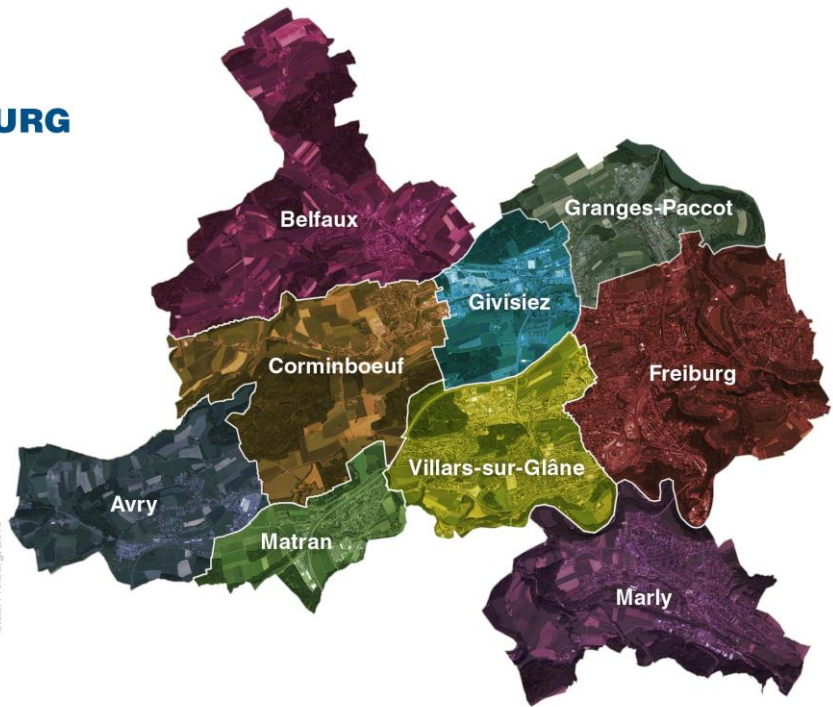 URG
Belfaux
Granges-Paccot
Givisiez
Corminboeuf
Freiburg
Villars-sur-Glâne
Avry
Matran
Marly